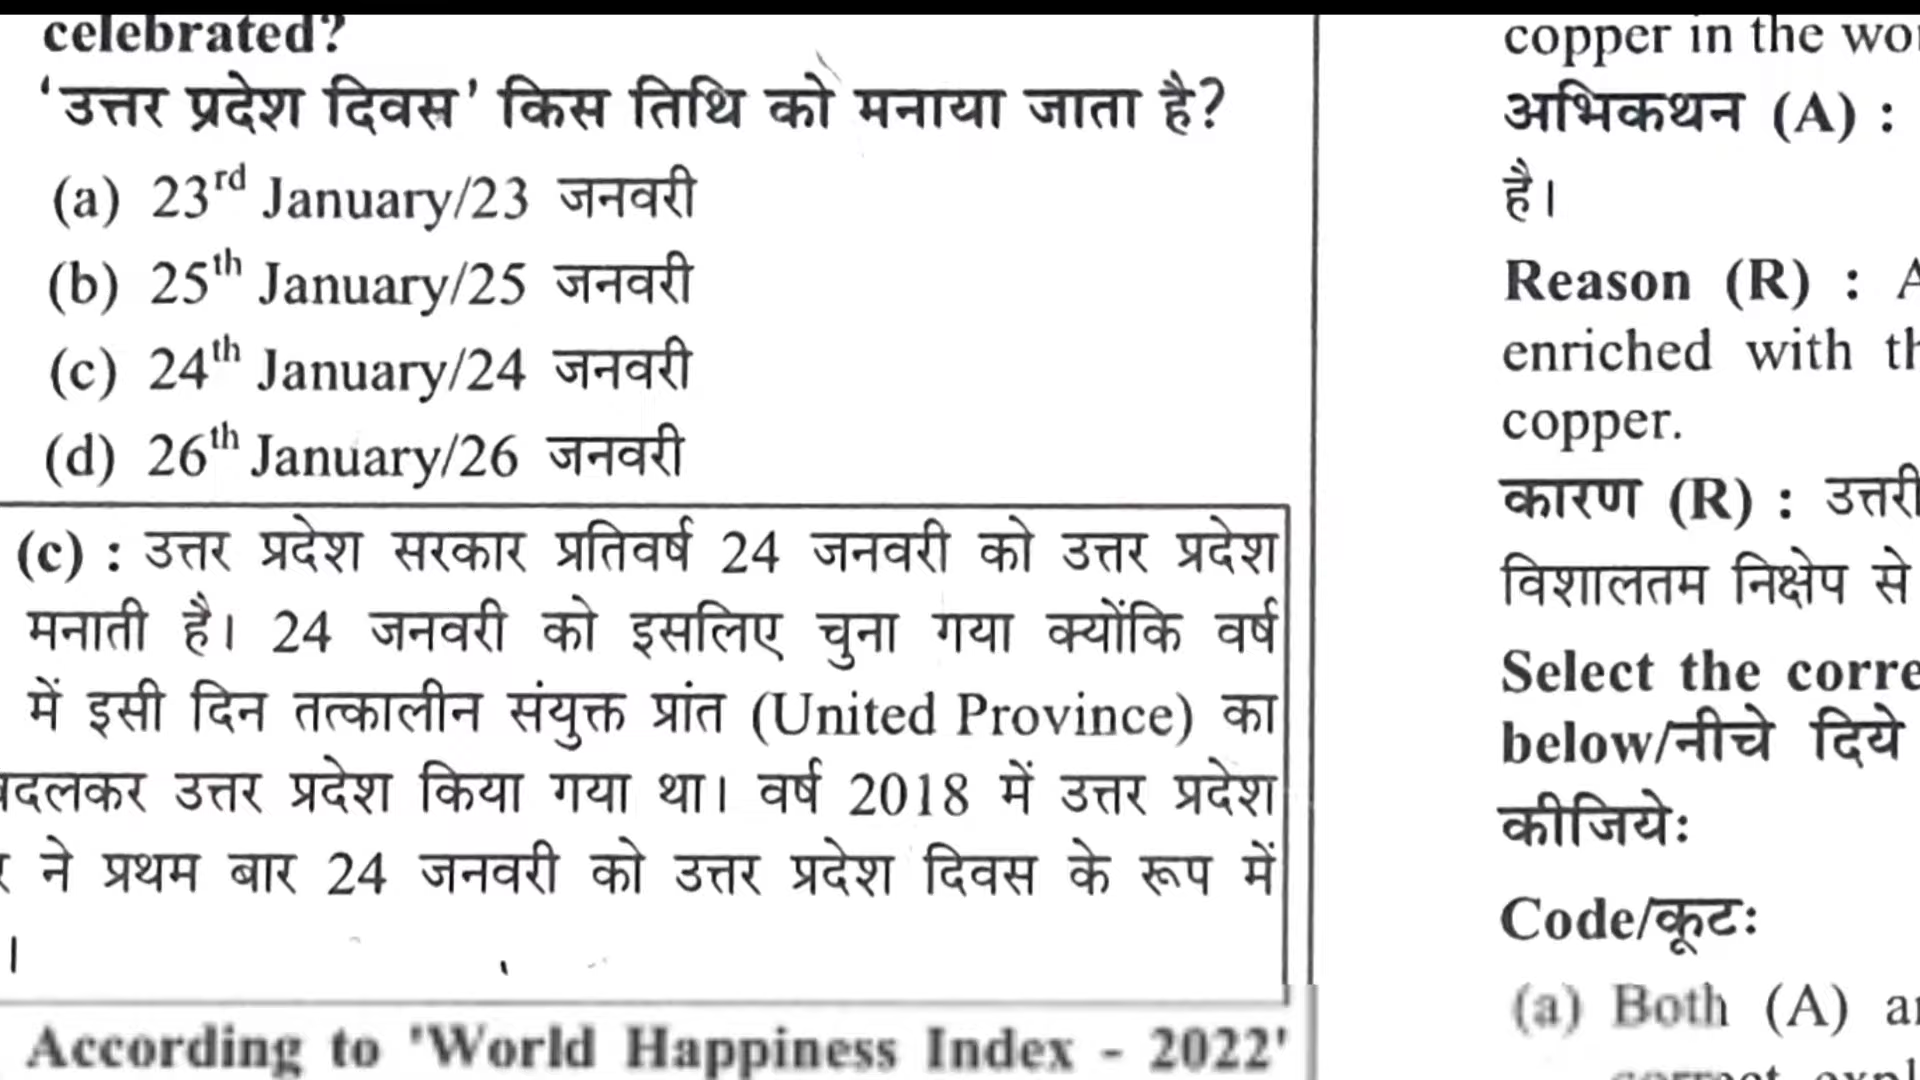 celebrated?
‘उत्तर प्रदेश दिवस’ किस तिथि को मनाया जाता है?
(a) 23rd January/23 जनवरी
(b) 25th January/25 जनवरी
(c) 24th January/24 जनवरी
(d) 26th January/26 जनवरी
(c) : उत्तर प्रदेश सरकार प्रतिवर्ष 24 जनवरी को उत्तर प्रदेश
मनाती है। 24 जनवरी को इसलिए चुना गया क्योंकि वर्ष
में इसी दिन तत्कालीन संयुक्त प्रांत (United Province) का
बदलकर उत्तर प्रदेश किया गया था। वर्ष 2018 में उत्तर प्रदेश
ने प्रथम बार 24 जनवरी को उत्तर प्रदेश दिवस के रूप में
।
According to 'World Happiness Index - 2022'
copper in the
अभिकथन (A) :
है।
Reason (R) :
enriched with
copper.
कारण (R) : उत्तरी
विशालतम निक्षेप से
Select the
below/नीचे दिये
कीजिये:
Code/कूट:
(a) Both (A)